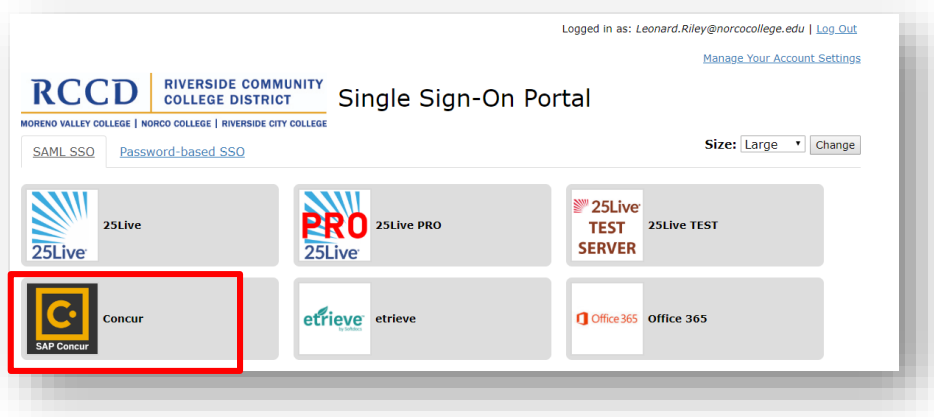 Logged in as: Leonard.Riley@norcocollege.edu | Log Out
Manage Your Account Settings
RCCD
RIVERSIDE COMMUNITY
COLLEGE DISTRICT
MORENO VALLEY COLLEGE | NORCO COLLEGE | RIVERSIDE CITY COLLEGE
Single Sign-On Portal
SAML SSO Password-based SSO
Size: Large Change
25Live
25Live
PRO
25Live
25Live PRO
25Live
TEST
SERVER
25Live TEST
C.
SAP Concur
Concur
etrieve
by Softdocs
etrieve
Office 365
Office 365